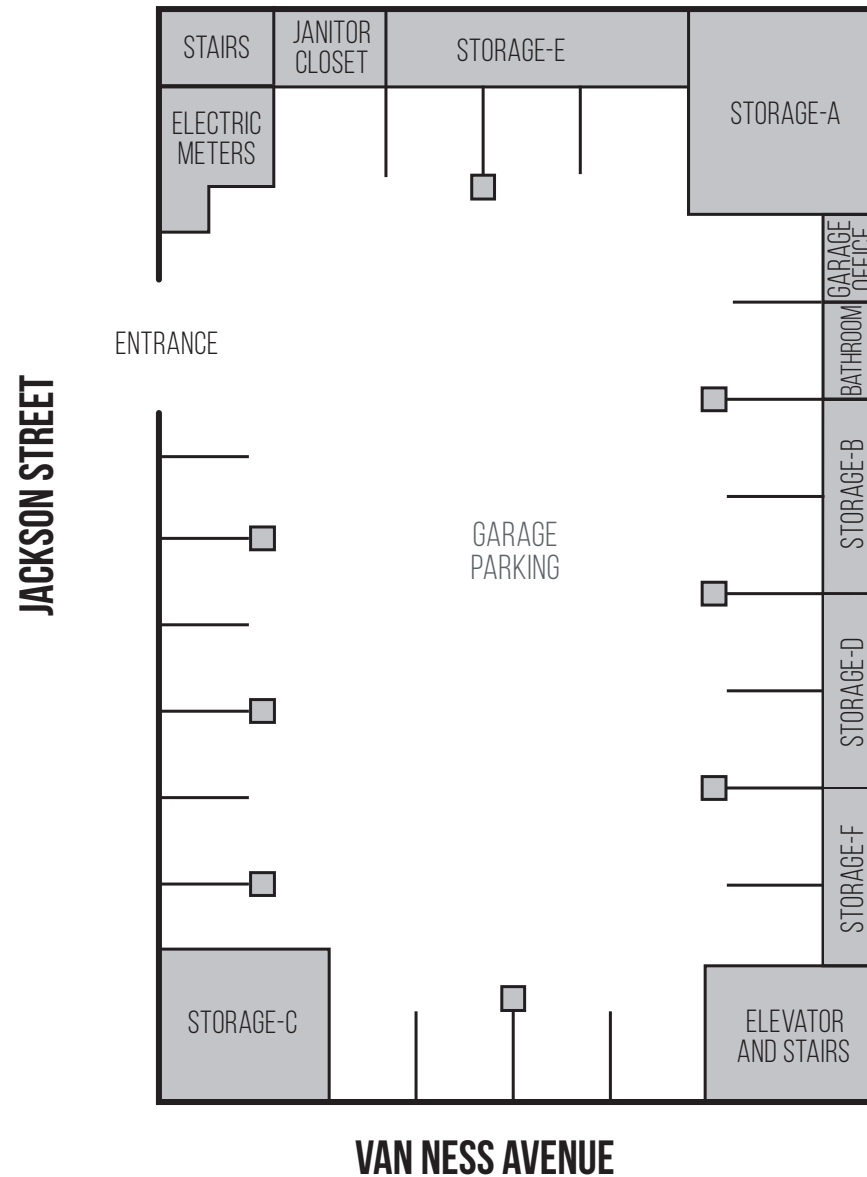 STAIRS
JANITOR
CLOSET
STORAGE-E
STORAGE-A
ELECTRIC
METERS
GARAGE
OFFICE
ENTRANCE
BATHROOM
JACKSON STREET
STORAGE-B
GARAGE
PARKING
STORAGE-D
STORAGE-F
STORAGE-C
ELEVATOR
AND STAIRS
VAN NESS AVENUE